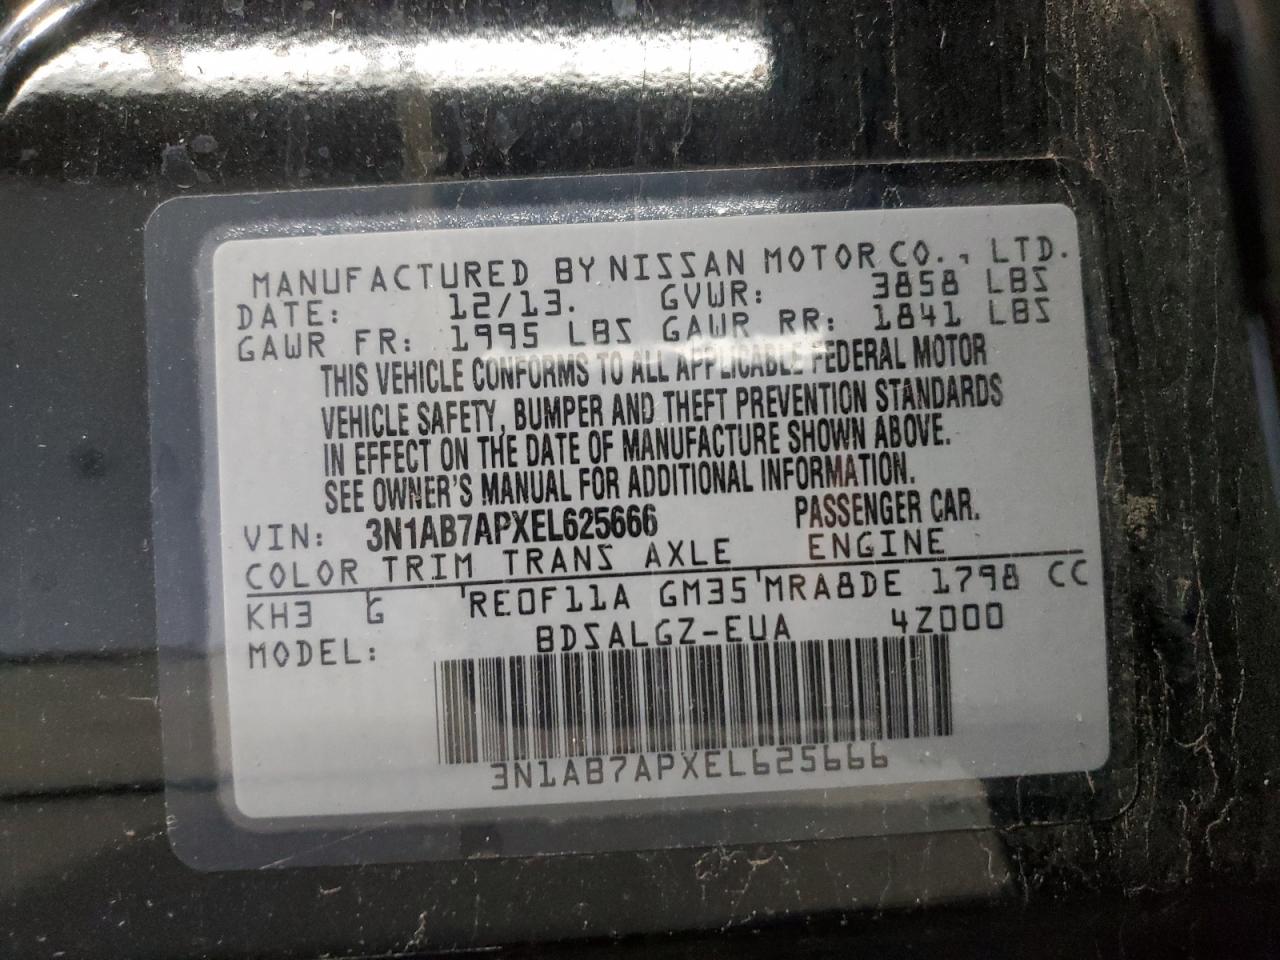 MANUFACTURED BY NISSAN MOTOR CO., LTD.
DATE: 12/13. GVWR: 3858 LBS
GAWR FR: 1995 LBS GAWR RR: 1841 LBS
THIS VEHICLE CONFORMS TO ALL APPLICABLE FEDERAL MOTOR
VEHICLE SAFETY, BUMPER AND THEFT PREVENTION STANDARDS
IN EFFECT ON THE DATE OF MANUFACTURE SHOWN ABOVE.
SEE OWNER'S MANUAL FOR ADDITIONAL INFORMATION.
VIN: 3N1AB7APXEL625666 PASSENGER CAR.
COLOR TRIM TRANS AXLE ENGINE
KH3 G RE0F11A GM35 MRA8DE 1798 CC
MODEL: BDSALGZ-EUA 4Z000
3N1AB7APXEL625666